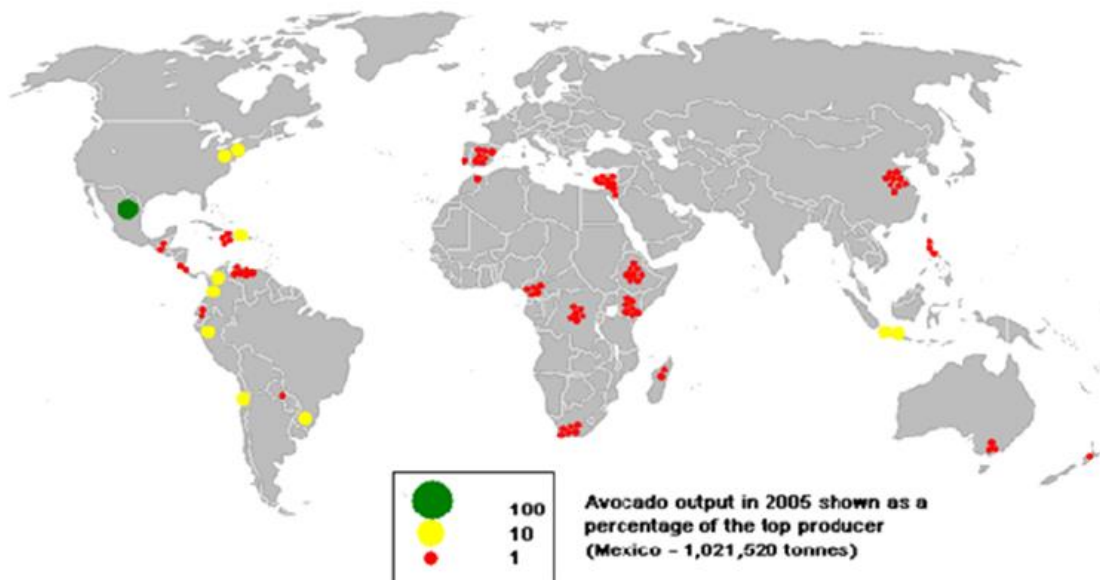 100
10
1
Avocado output in 2005 shown as a
percentage of the top producer
(Mexico - 1,021,520 tonnes)